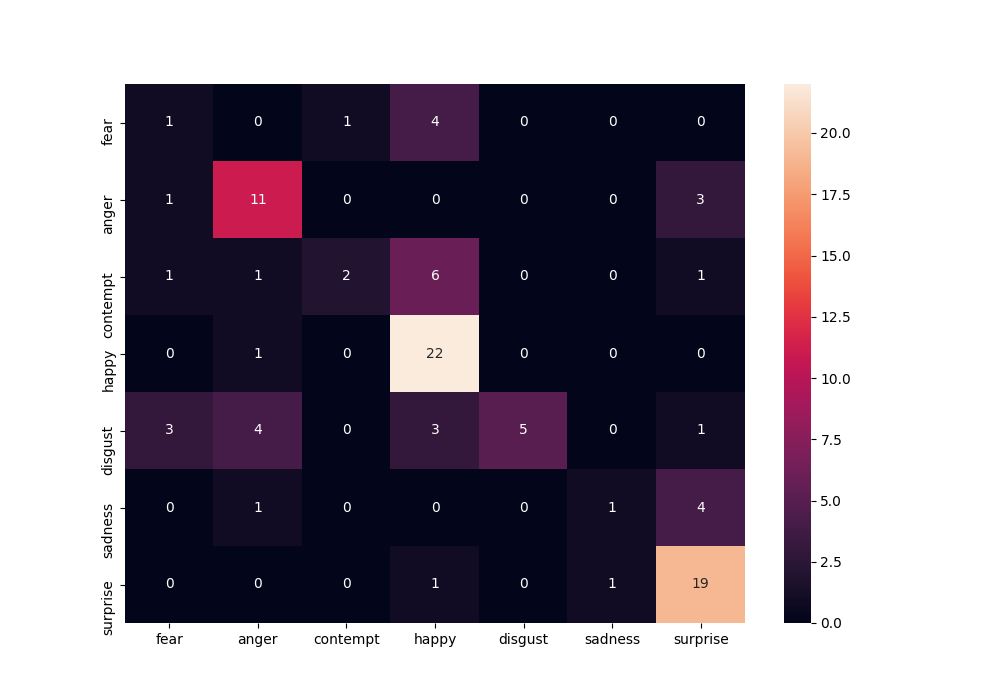 fear 1 0 1 4 0 0 0
anger 1 11 0 0 0 0 3
contempt 1 1 2 6 0 0 1
happy 0 1 0 22 0 0 0
disgust 3 4 0 3 5 0 1
sadness 0 1 0 0 0 1 4
surprise 0 0 0 1 0 1 19
fear anger contempt happy disgust sadness surprise
20.0
17.5
15.0
12.5
10.0
7.5
5.0
2.5
0.0